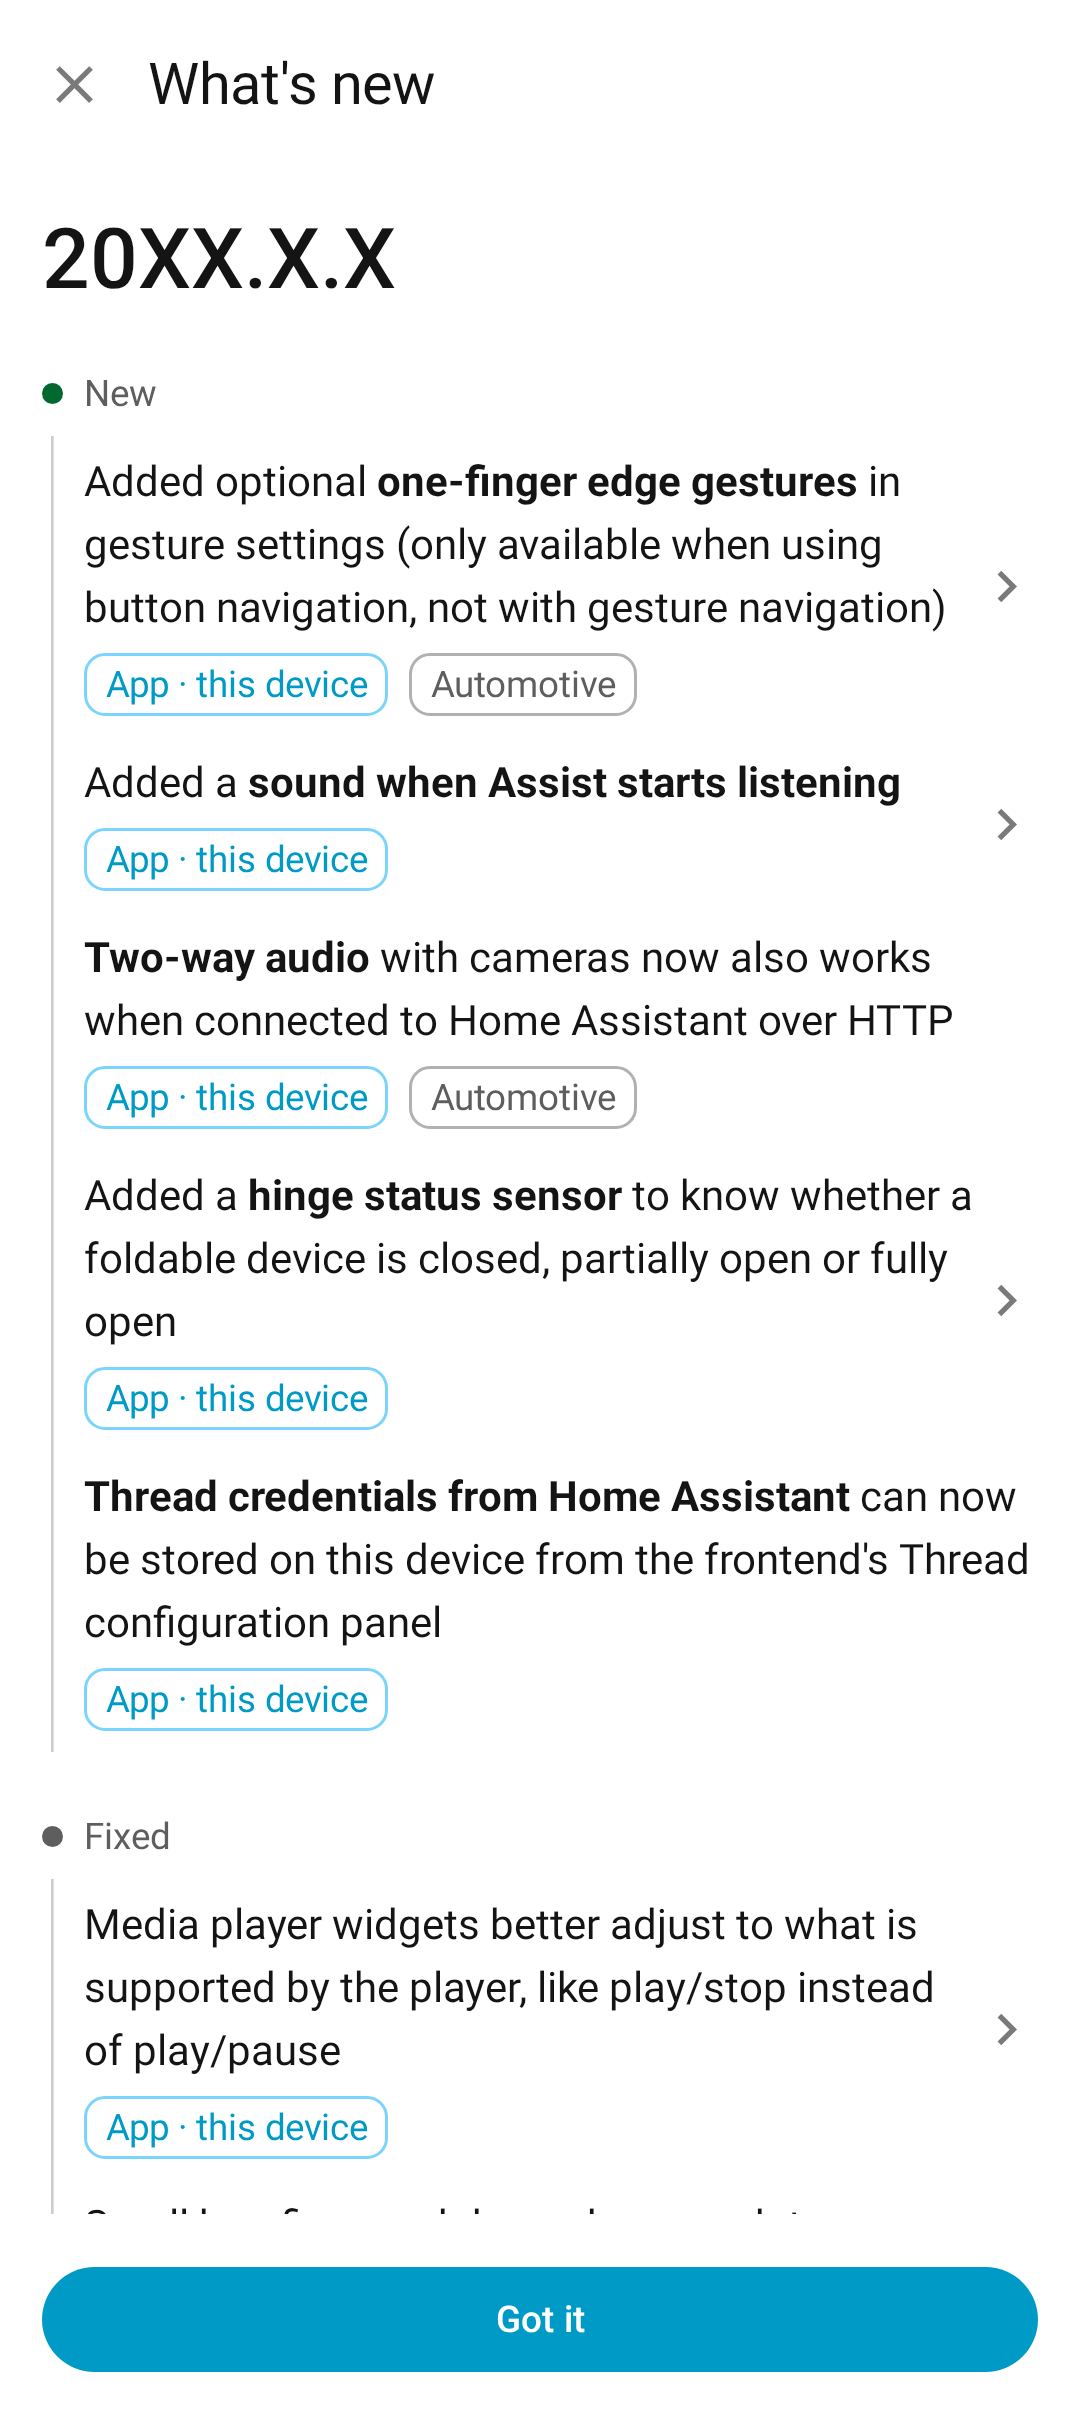 What's new
20XX.X.X
New
Added optional one-finger edge gestures in
gesture settings (only available when using
button navigation, not with gesture navigation)
App · this device
Automotive
Added a sound when Assist starts listening
App · this device
Two-way audio with cameras now also works
when connected to Home Assistant over HTTP
App · this device
Automotive
Added a hinge status sensor to know whether a
foldable device is closed, partially open or fully
open
App · this device
Thread credentials from Home Assistant can now
be stored on this device from the frontend's Thread
configuration panel
App · this device
Fixed
Media player widgets better adjust to what is
supported by the player, like play/stop instead
of play/pause
App · this device
Got it